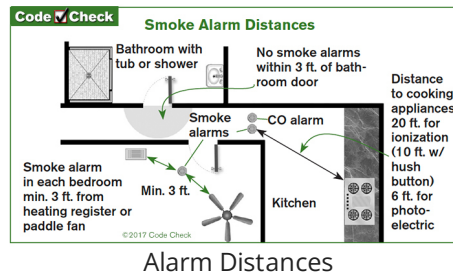 Code Check
Smoke Alarm Distances
Bathroom with
tub or shower
No smoke alarms
within 3 ft. of bath-
room door
Distance
to cooking
appliances
20 ft. for
ionization
(10 ft. w/
hush
button)
6 ft. for
photo-
electric
Smoke
alarms
CO alarm
Smoke alarm
in each bedroom
min. 3 ft. from
heating register or
paddle fan
Min. 3 ft.
Kitchen
©2017 Code Check
Alarm Distances